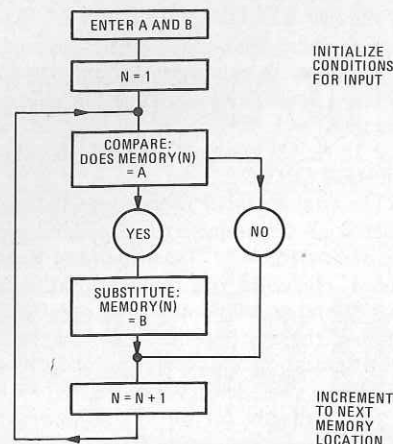 ENTER A AND B
INITIALIZE
CONDITIONS
FOR INPUT
N = 1
COMPARE:
DOES MEMORY(N)
= A
YES
NO
SUBSTITUTE:
MEMORY(N)
= B
N = N + 1
INCREMENT
TO NEXT
MEMORY
LOCATION